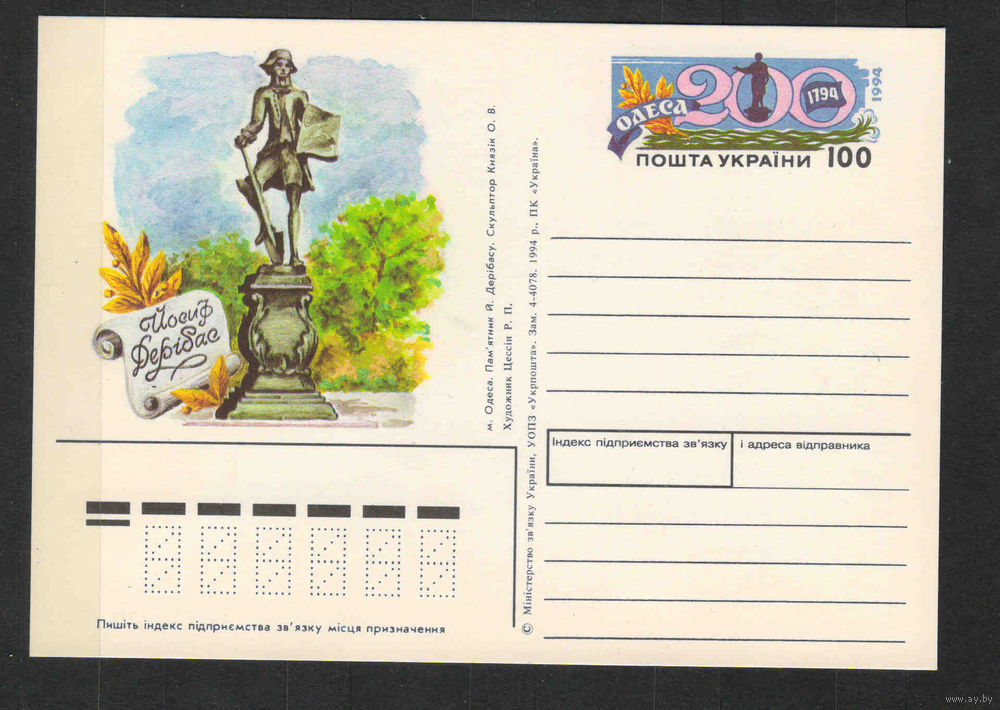 Йосиф
Дерібас
м. Одеса. Пам'ятник Й. Дерібасу. Скульптор Князік О. В.
Художник Цессін Р. П.
© Міністерство зв'язку України, УОПЗ «Укрпошта». Зам. 4-4078. 1994 р., ПК «Україна».
ОДЕСА
200
1794
1994
ПОШТА УКРАЇНИ 100
Індекс підприємства зв'язку і адреса відправника
Пишіть індекс підприємства зв'язку місця призначення
www.ay.by